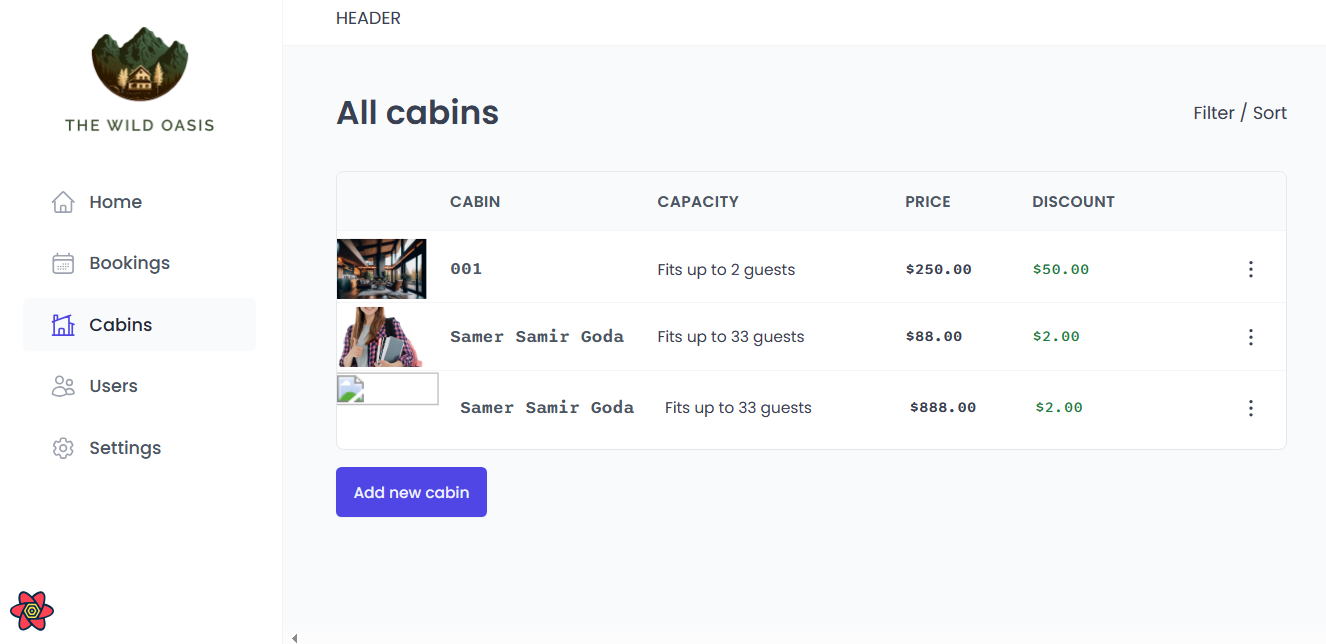 HEADER
THE WILD OASIS
All cabins
Filter / Sort
Home
Bookings
Cabins
Users
Settings
CABIN CAPACITY PRICE DISCOUNT
001 Fits up to 2 guests $250.00 $50.00
Samer Samir Goda Fits up to 33 guests $88.00 $2.00
Samer Samir Goda Fits up to 33 guests $888.00 $2.00
Add new cabin